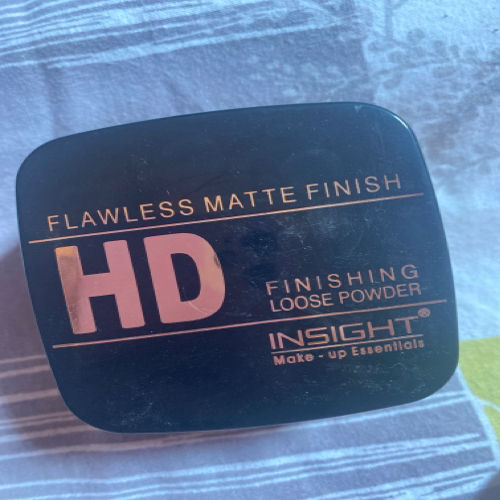 FLAWLESS MATTE FINISH
HD
FINISHING
LOOSE POWDER
INSIGHT®
Make - up Essentials